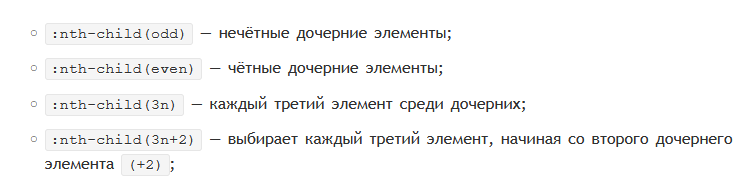 :nth-child(odd) — нечётные дочерние элементы;
:nth-child(even) — чётные дочерние элементы;
:nth-child(3n) — каждый третий элемент среди дочерних;
:nth-child(3n+2) — выбирает каждый третий элемент, начиная со второго дочернего
элемента (+2);